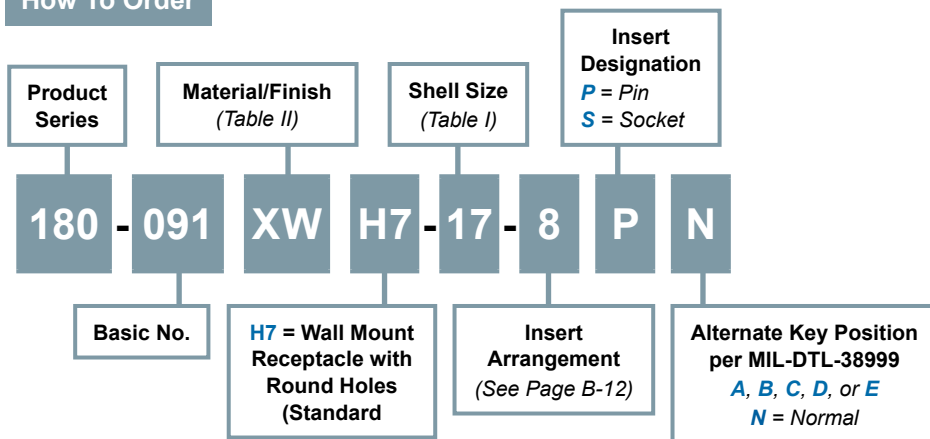 How To Order
Product
Series
Material/Finish
(Table II)
Shell Size
(Table I)
Insert
Designation
P = Pin
S = Socket
180 - 091 XW H7 - 17 - 8 P N
Basic No.
H7 = Wall Mount
Receptacle with
Round Holes
(Standard
Insert
Arrangement
(See Page B-12)
Alternate Key Position
per MIL-DTL-38999
A, B, C, D, or E
N = Normal